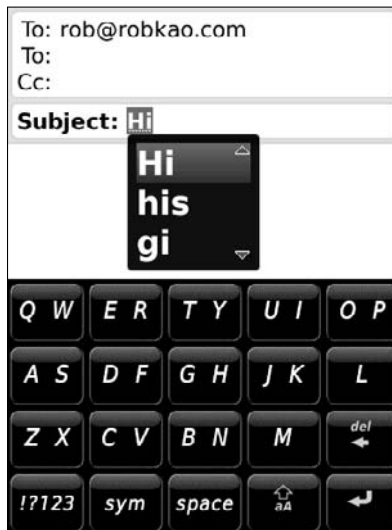 To: rob@robkao.com
To:
Cc:
Subject: Hi
Hi
his
gi
Q W E R T Y U I O P
A S D F G H J K L
Z X C V B N M del
!?123 sym space aA